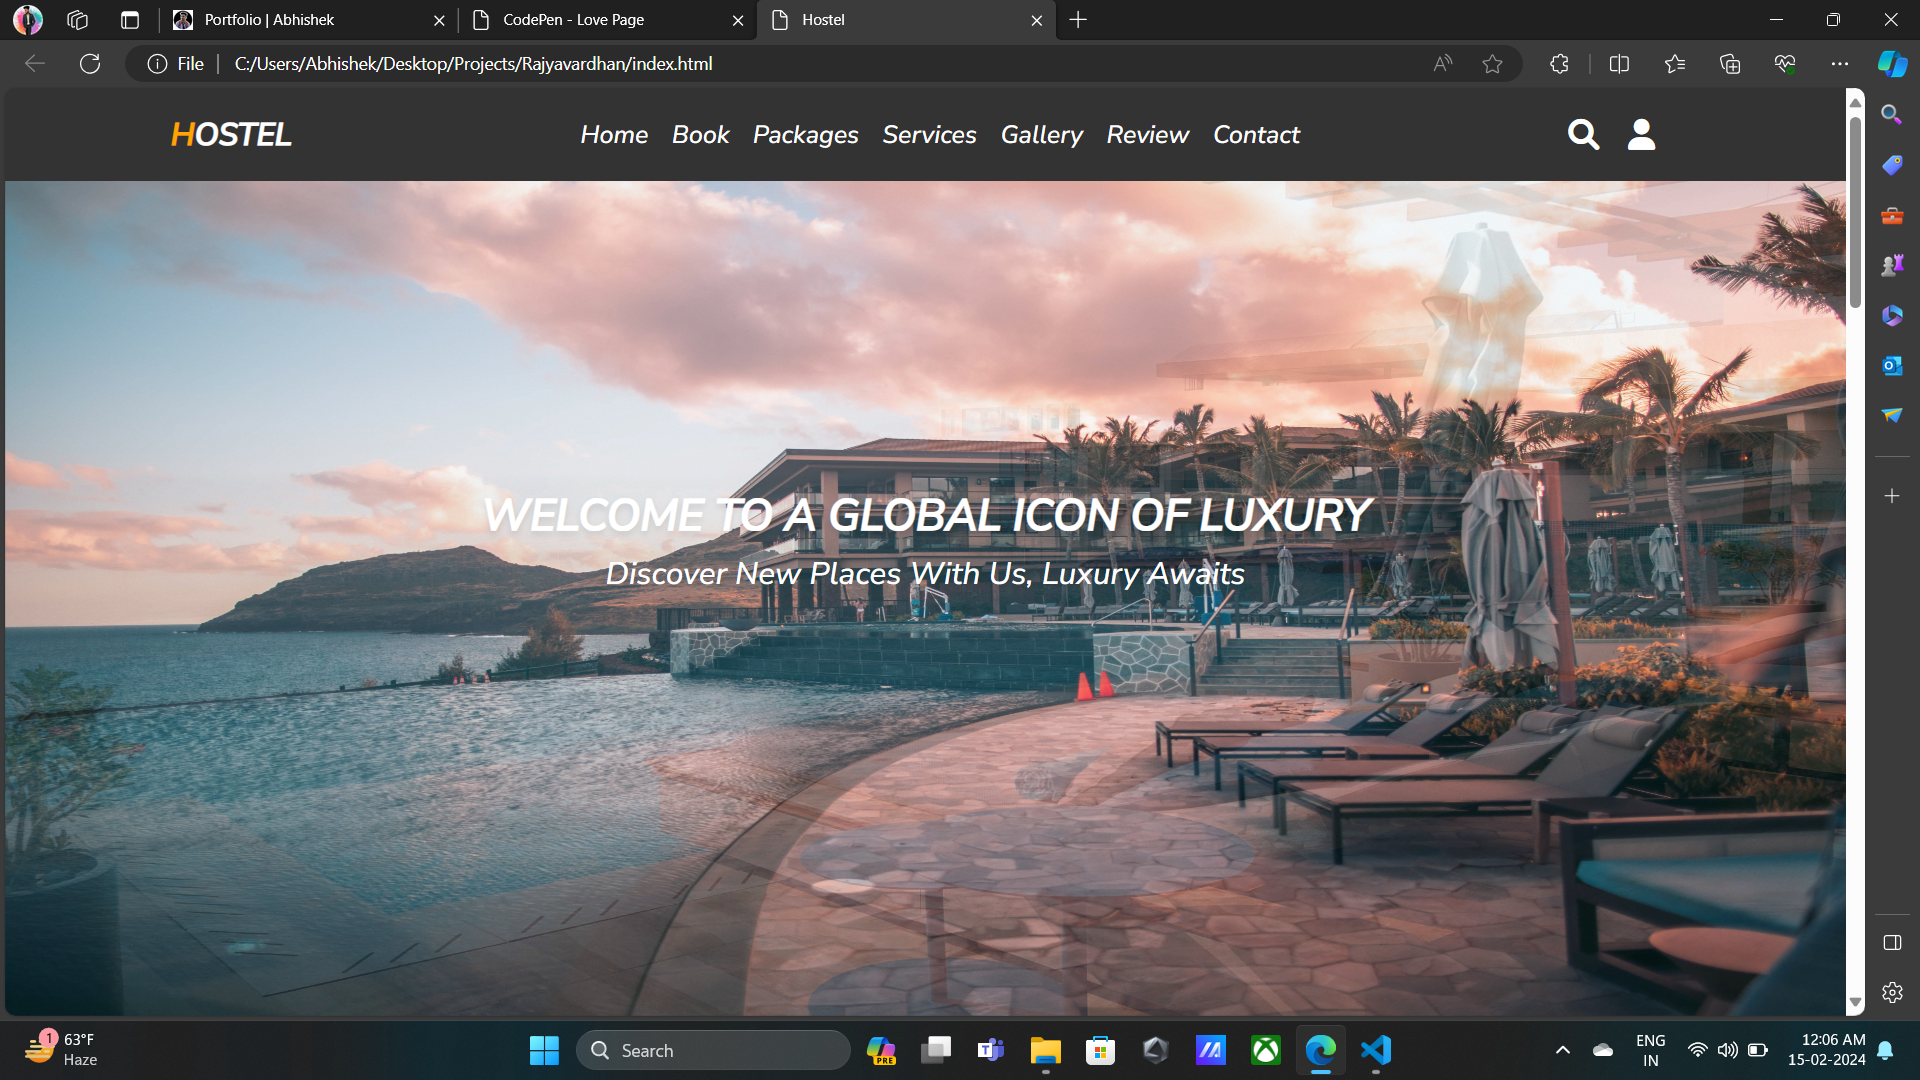 Portfolio | Abhishek
CodePen - Love Page
Hostel
File
C:/Users/Abhishek/Desktop/Projects/Rajyavardhan/index.html
HOSTEL
Home Book Packages Services Gallery Review Contact
WELCOME TO A GLOBAL ICON OF LUXURY
Discover New Places With Us, Luxury Awaits
1
63°F
Haze
Search
PRE
ENG
IN
12:06 AM
15-02-2024